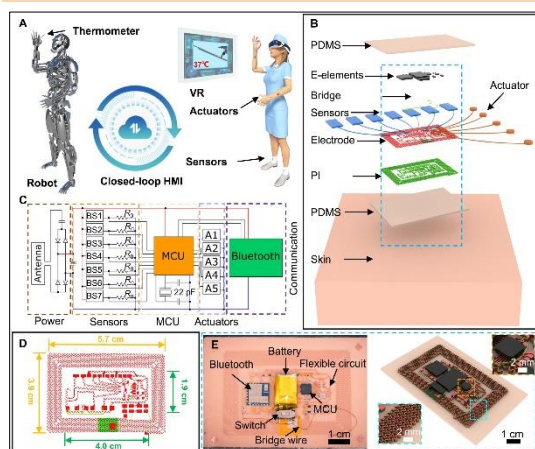 A
Thermometer
37℃
VR
Actuators
Sensors
Robot
Closed-loop HMI
B
PDMS
E-elements
Bridge
Sensors
Actuator
Electrode
PI
PDMS
Skin
C
Antenna
BS1
BS2
BS3
BS4
BS5
BS6
BS7
MCU
22 pF
A1
A2
A3
A4
A5
Bluetooth
Communication
Power
Sensors
MCU
Actuators
D
5.7 cm
3.9 cm
1.9 cm
4.0 cm
E
Battery
Bluetooth
Flexible circuit
MCU
Switch
Bridge wire
1 cm
2 mm
2 mm
1 cm